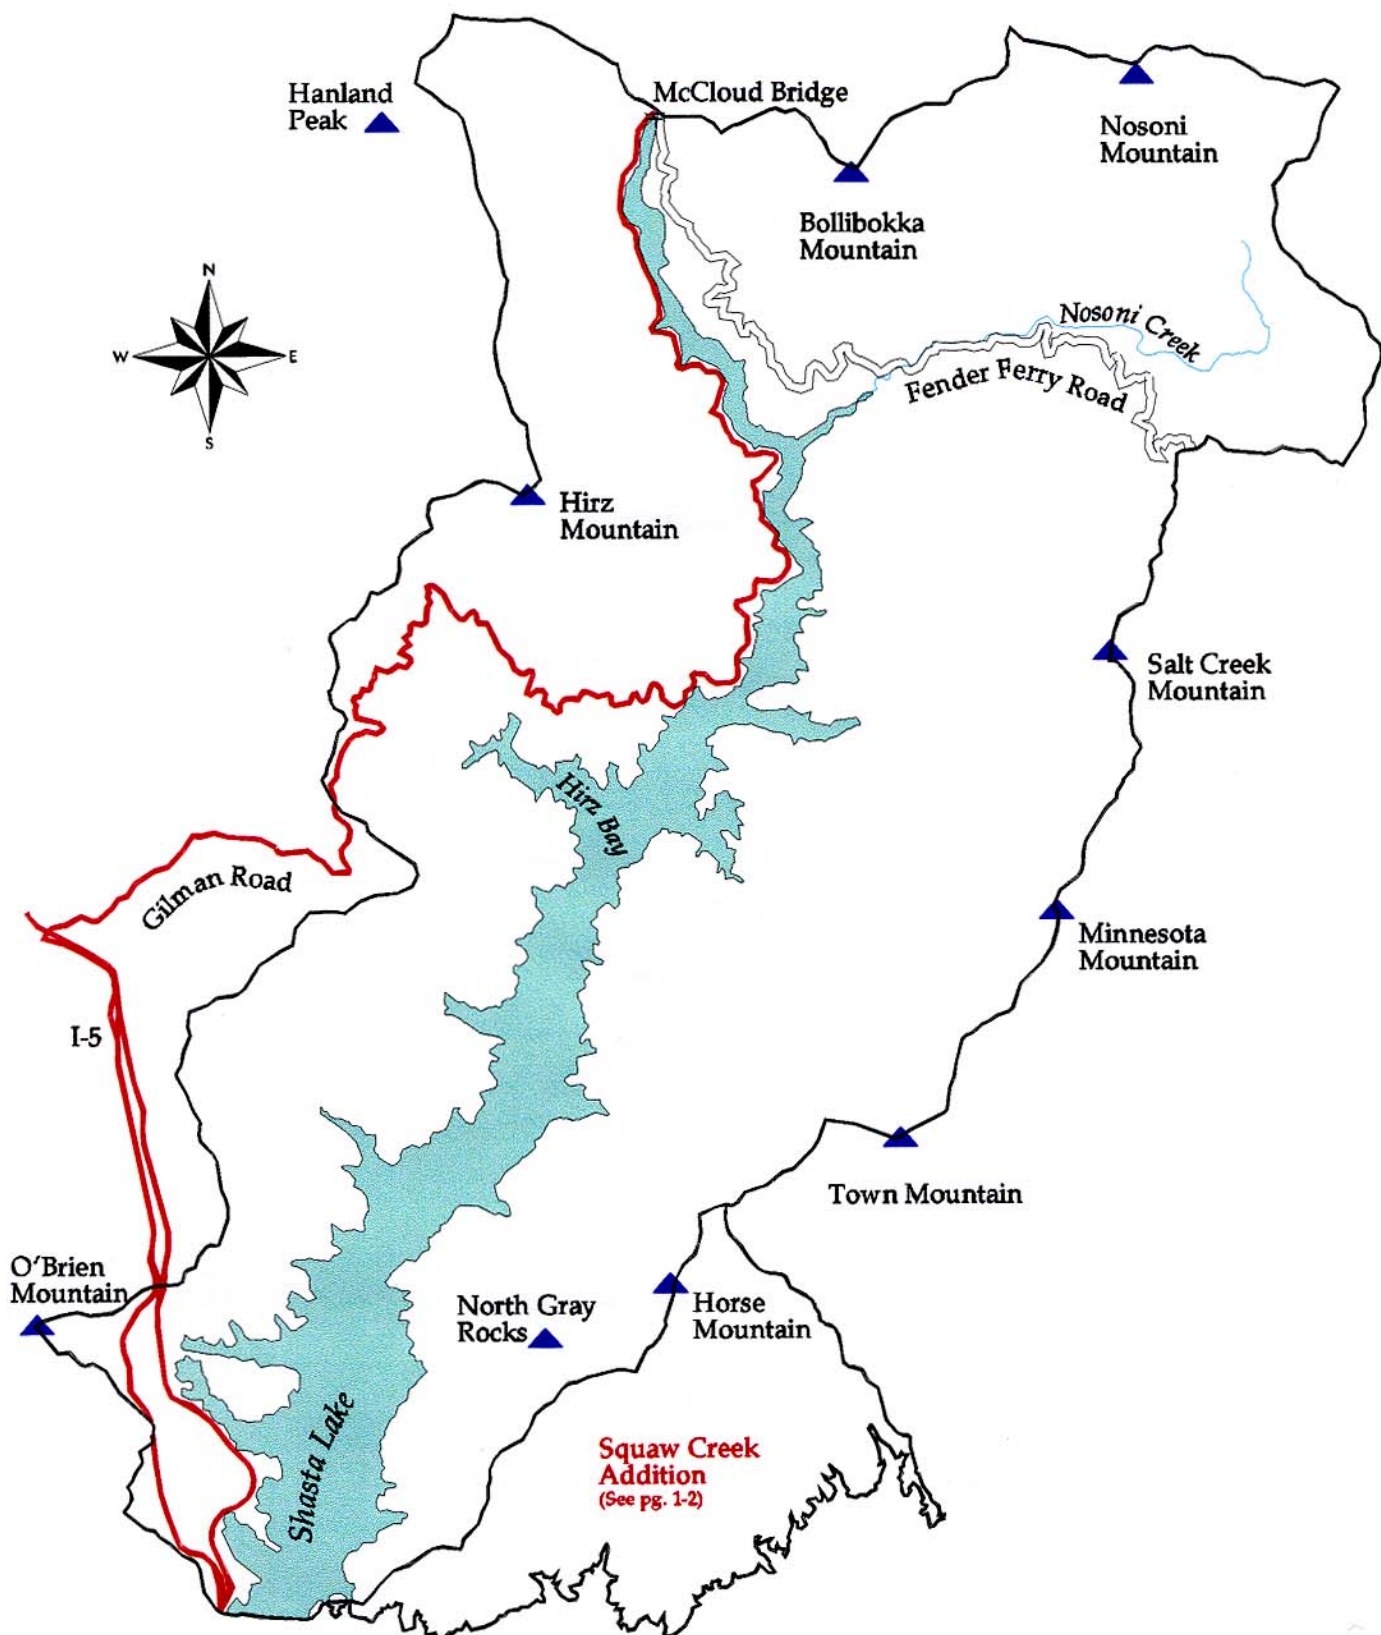 McCloud Bridge
Hanland
Peak
Nosoni
Mountain
Bollibokka
Mountain
N
W
E
S
Nosoni Creek
Fender Ferry Road
Hirz
Mountain
Salt Creek
Mountain
Hirz Bay
Gilman Road
Minnesota
Mountain
I-5
Town Mountain
O'Brien
Mountain
North Gray
Rocks
Horse
Mountain
Shasta Lake
Squaw Creek
Addition
(See pg. 1-2)